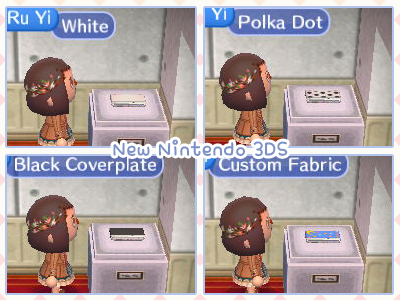 Ru Yi
White
Yi
Polka Dot
New Nintendo 3DS
Black Coverplate
Custom Fabric